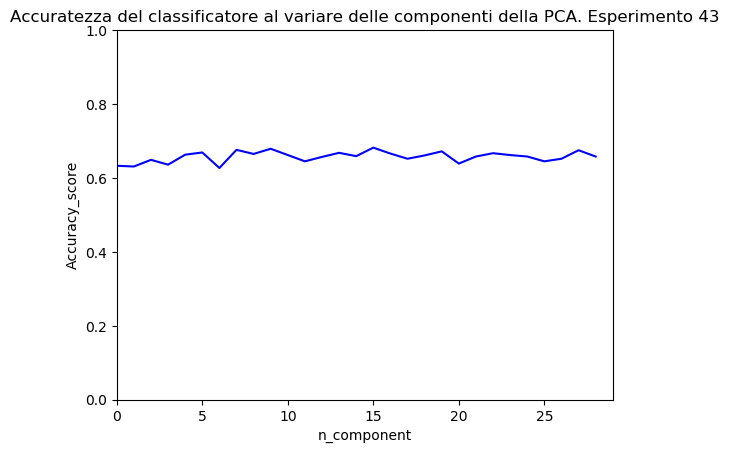 Accuratezza del classificatore al variare delle componenti della PCA. Esperimento 43
1.0
0.8
0.6
0.4
0.2
0.0
Accuracy_score
0 5 10 15 20 25
n_component